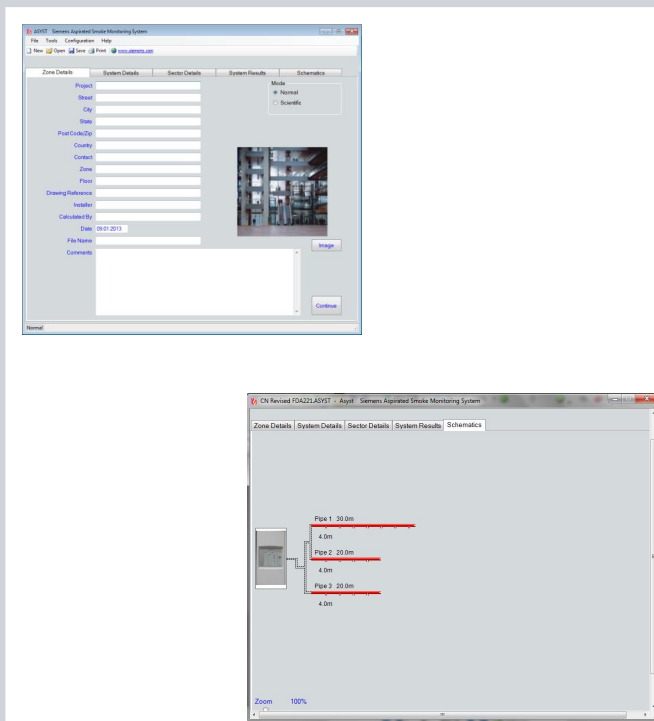 ASYST Siemens Aspirated Smoke Monitoring System
File Tools Configuration Help
New Open Save Print www.siemens.com
Zone Details System Details Sector Details System Results Schematics
Project
Mode
Normal
Street
Scientific
City
State
Post Code/Zip
Country
Contact
Zone
Floor
Drawing Reference
Installer
Calculated By
Date 09.01.2013
File Name
Image
Comments
Continue
Normal
CN Revised FDA221.ASYST - Asyst Siemens Aspirated Smoke Monitoring System
Zone Details System Details Sector Details System Results Schematics
Pipe 1 30.0m
4.0m
Pipe 2 20.0m
4.0m
Pipe 3 20.0m
4.0m
Zoom 100%